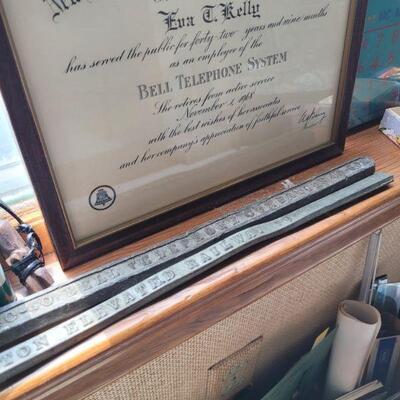 Eva T. Kelly
has served the public for forty-two years and nine months
as an employee of the
BELL TELEPHONE SYSTEM
She retires from active service
November 1, 1968
with the best wishes of her associates
and her company's appreciation of faithful service
BELL TELEPHONE
TON ELEVATED RAILWAY